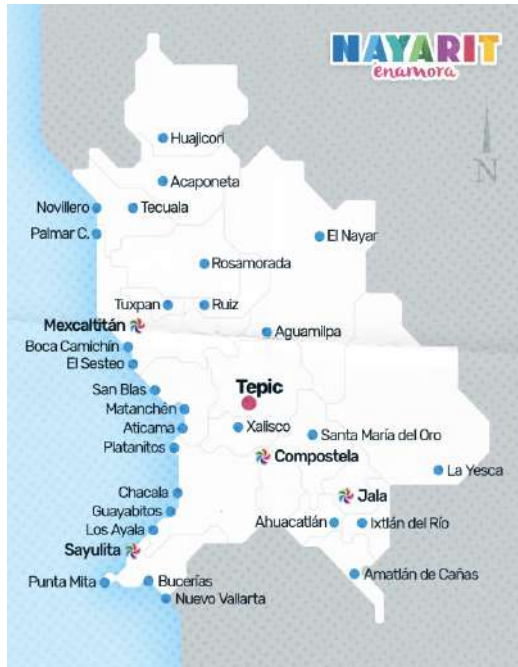 NAYARIT
enamora
N
Huajicori
Acaponeta
Novillero
Tecuala
Palmar C.
El Nayar
Rosamorada
Tuxpan
Ruiz
Mexcaltitán
Aguamilpa
Boca Camichín
El Sesteo
Tepic
San Blas
Matanchén
Aticama
Xalisco
Santa María del Oro
Platanitos
Compostela
La Yesca
Chacala
Jala
Guayabitos
Los Ayala
Ahuacatlán
Ixtlán del Río
Sayulita
Punta Mita
Bucerías
Amatlán de Cañas
Nuevo Vallarta